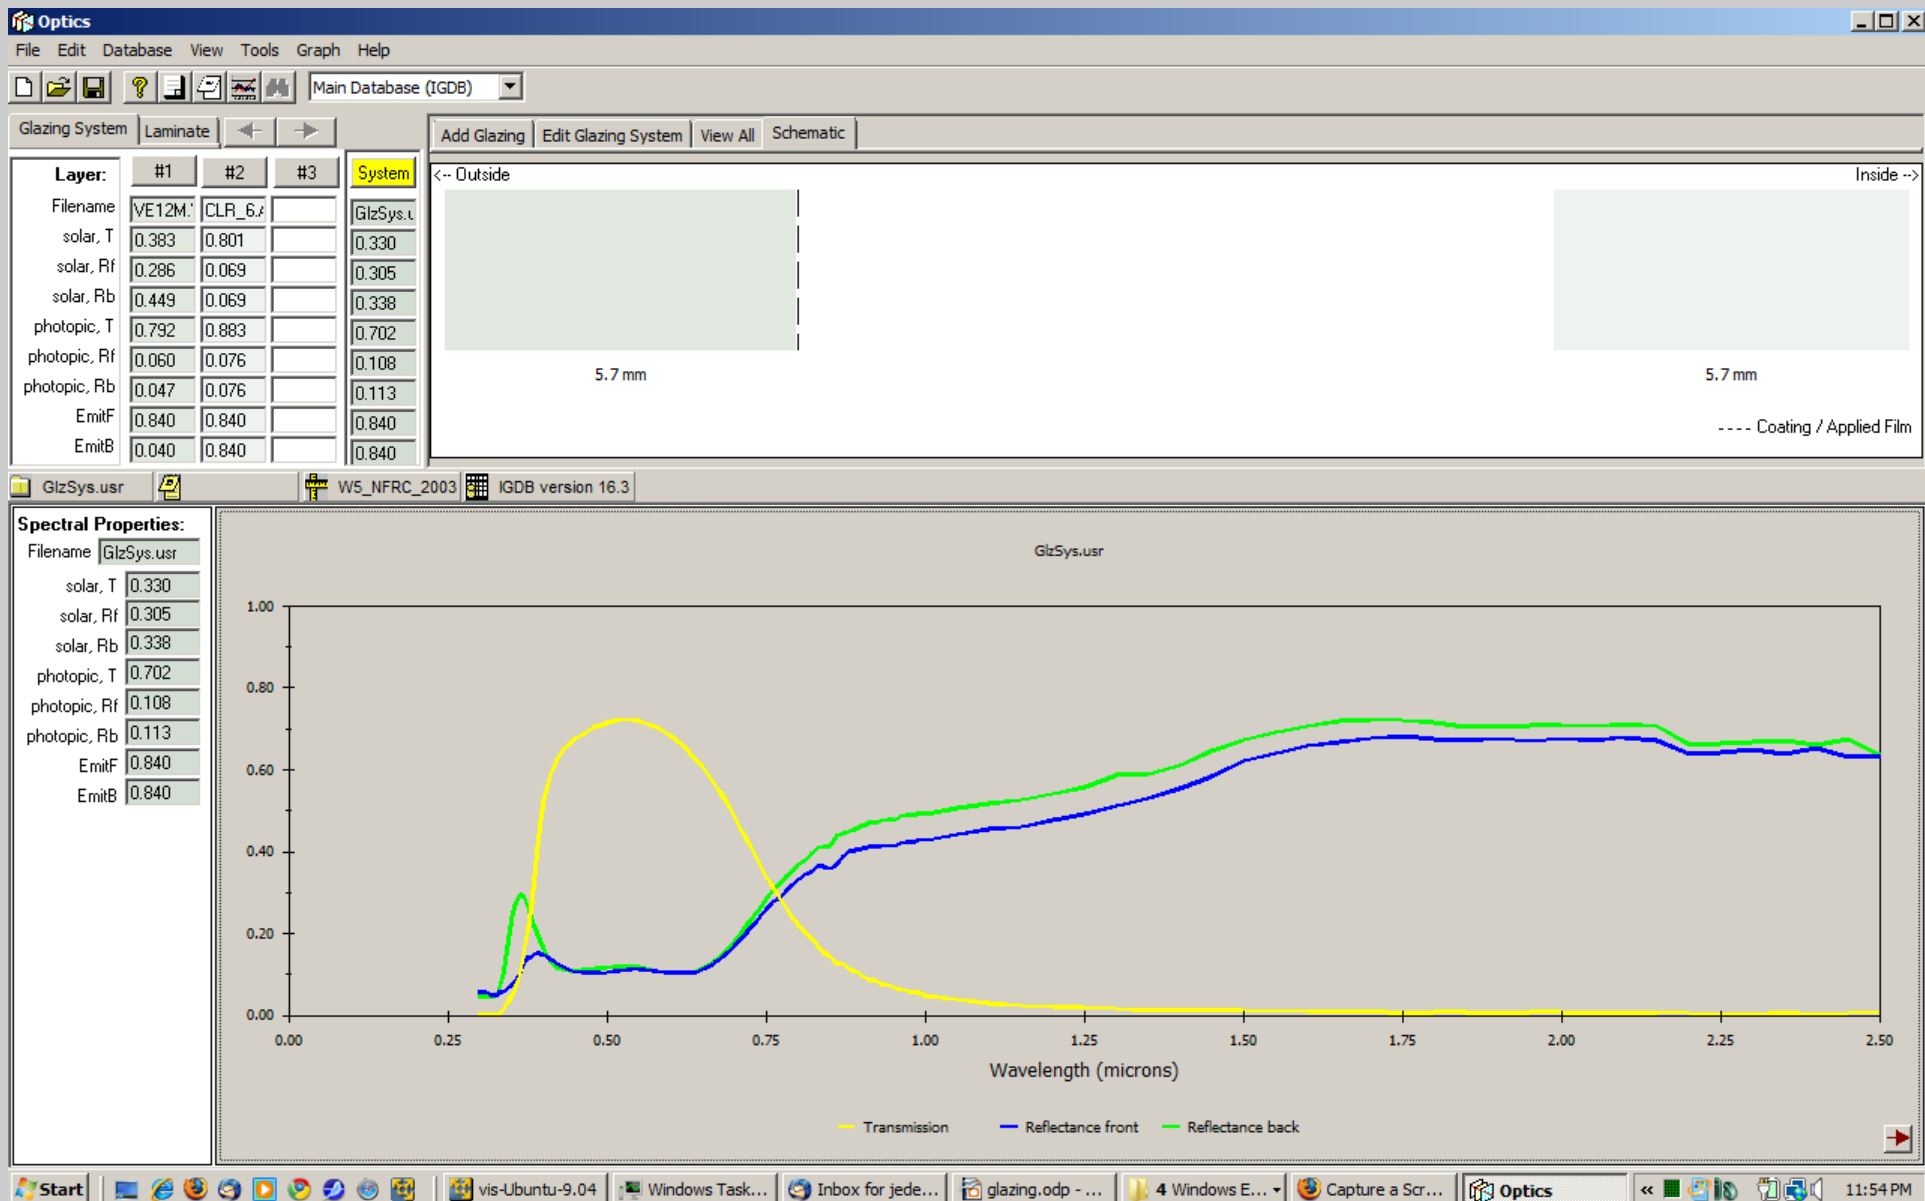 Optics
File Edit Database View Tools Graph Help
Main Database (IGDB)
Glazing System Laminate
Add Glazing Edit Glazing System View All Schematic
Layer: #1 #2 #3 System
Filename VE12M. CLR_6. GlzSys.
solar, T 0.383 0.801 0.330
solar, Rf 0.286 0.069 0.305
solar, Rb 0.449 0.069 0.338
photopic, T 0.792 0.883 0.702
photopic, Rf 0.060 0.076 0.108
photopic, Rb 0.047 0.076 0.113
EmitF 0.840 0.840 0.840
EmitB 0.040 0.840 0.840
<-- Outside Inside -->
5.7 mm 5.7 mm
---- Coating / Applied Film
GlzSys.usr W5_NFRC_2003 IGDB version 16.3
Spectral Properties:
Filename GlzSys.usr
solar, T 0.330
solar, Rf 0.305
solar, Rb 0.338
photopic, T 0.702
photopic, Rf 0.108
photopic, Rb 0.113
EmitF 0.840
EmitB 0.840
GlzSys.usr
1.00
0.80
0.60
0.40
0.20
0.00
0.00 0.25 0.50 0.75 1.00 1.25 1.50 1.75 2.00 2.25 2.50
Wavelength (microns)
Transmission Reflectance front Reflectance back
Start vis-Ubuntu-9.04 Windows Task... Inbox for jede... glazing.odp - ... 4 Windows E... Capture a Scr... Optics << 11:54 PM